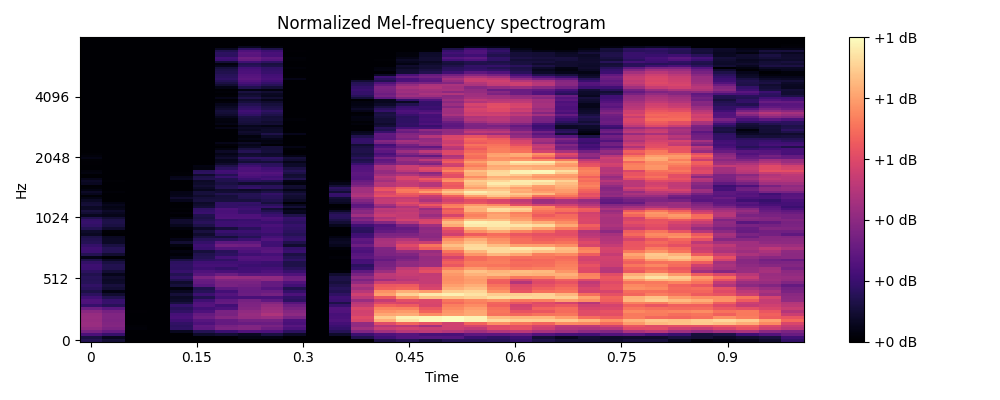 Normalized Mel-frequency spectrogram
Hz
4096
2048
1024
512
0
0 0.15 0.3 0.45 0.6 0.75 0.9
Time
+1 dB
+1 dB
+1 dB
+0 dB
+0 dB
+0 dB